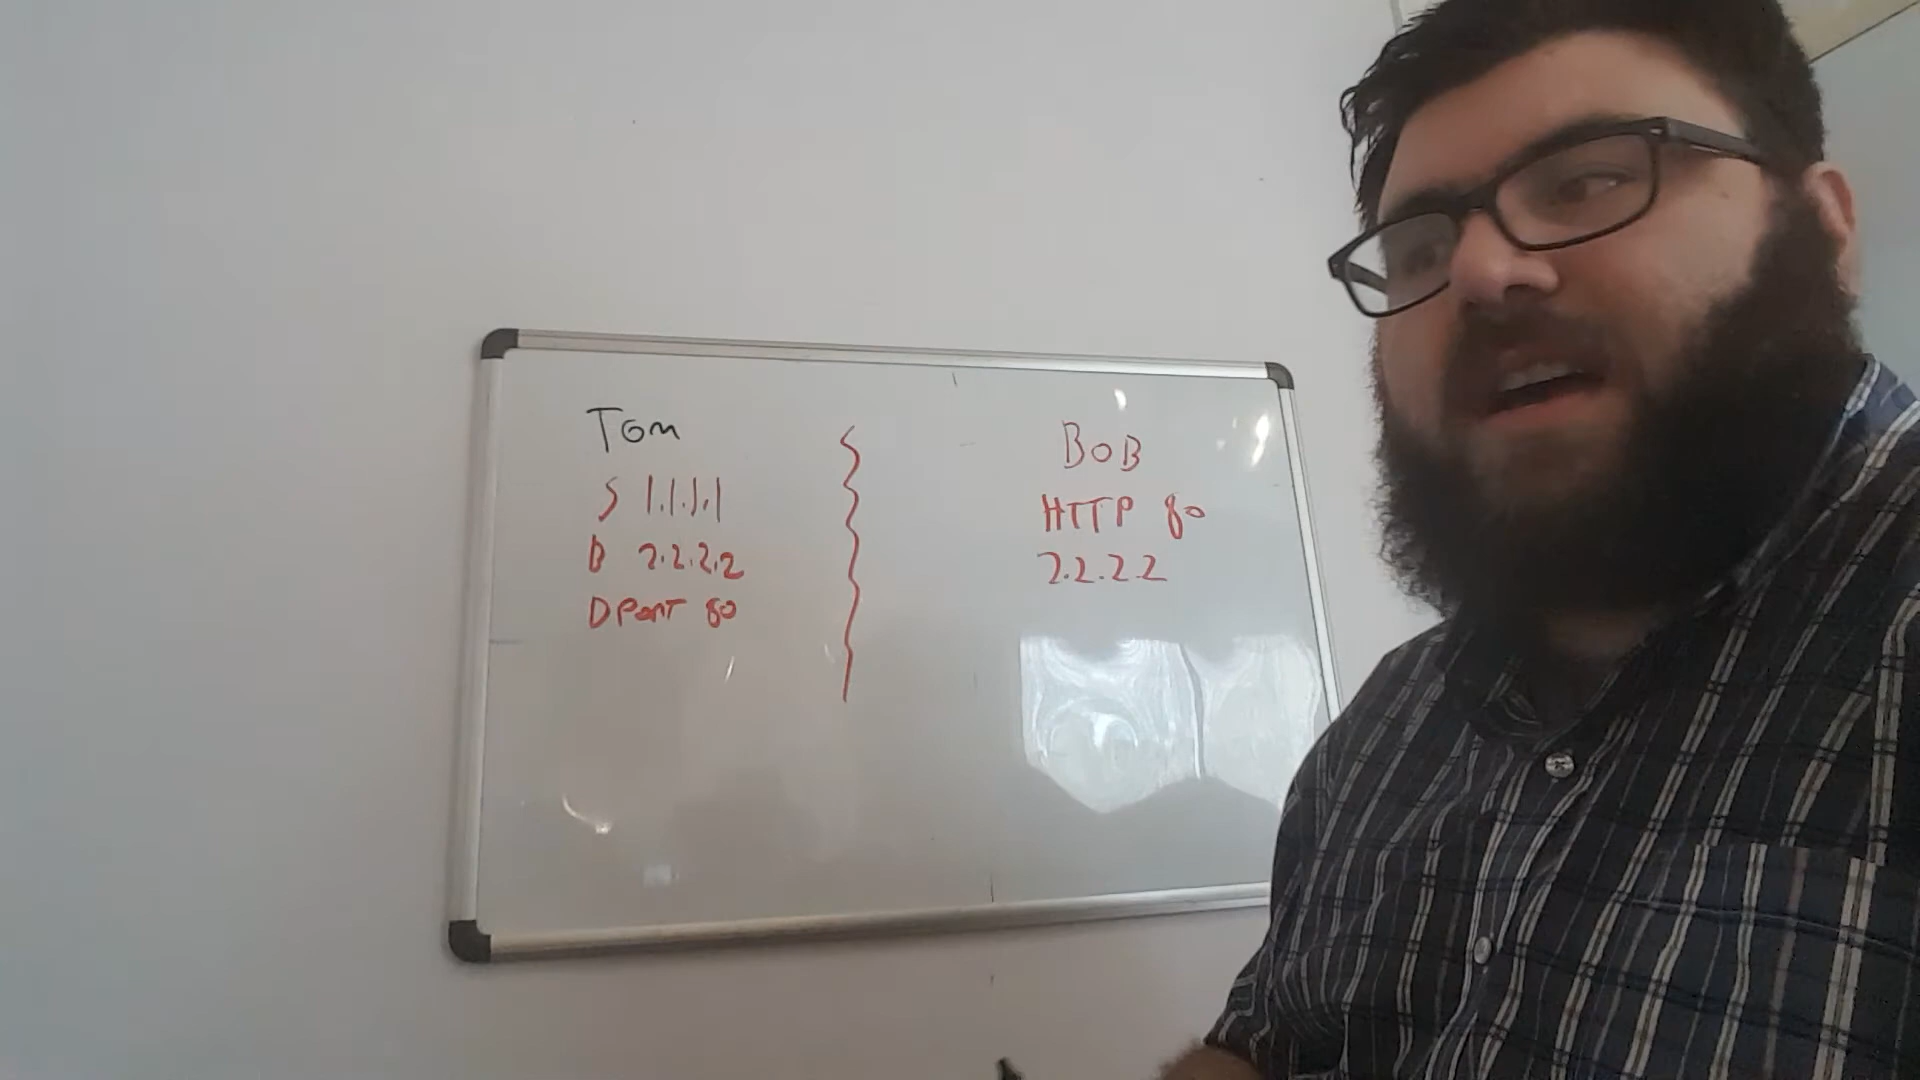 Tom
S 1.1.1.1
D 2.2.2.2
DPORT 80
BOB
HTTP 80
2.2.2.2